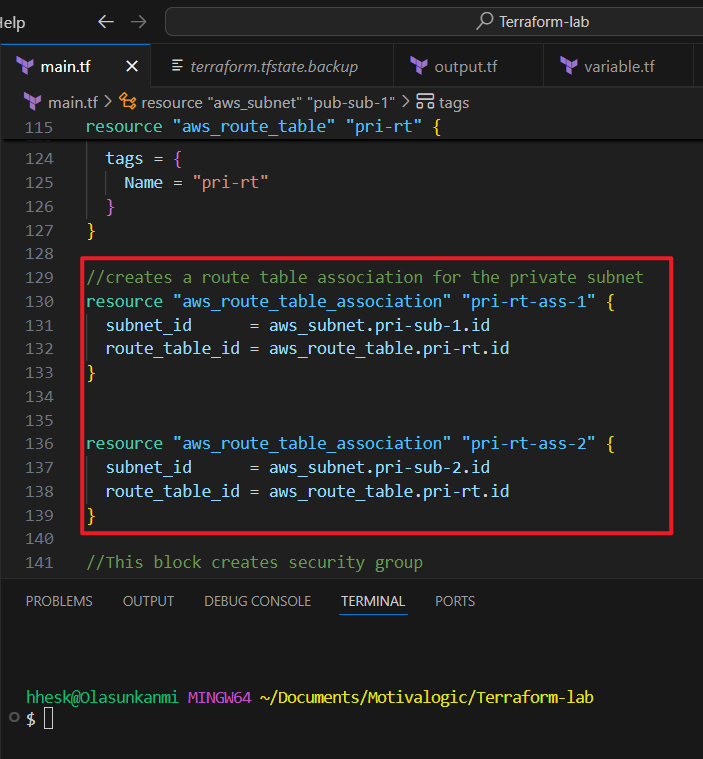 Help
Terraform-lab
main.tf
terraform.tfstate.backup
output.tf
variable.tf
main.tf > resource "aws_subnet" "pub-sub-1" > tags
115 resource "aws_route_table" "pri-rt" {
124 tags = {
125 Name = "pri-rt"
126 }
127 }
128
129 //creates a route table association for the private subnet
130 resource "aws_route_table_association" "pri-rt-ass-1" {
131 subnet_id      = aws_subnet.pri-sub-1.id
132 route_table_id = aws_route_table.pri-rt.id
133 }
134
135
136 resource "aws_route_table_association" "pri-rt-ass-2" {
137 subnet_id      = aws_subnet.pri-sub-2.id
138 route_table_id = aws_route_table.pri-rt.id
139 }
140
141 //This block creates security group
PROBLEMS OUTPUT DEBUG CONSOLE TERMINAL PORTS
hhesk@Olasunkanmi MINGW64 ~/Documents/Motivalogic/Terraform-lab
$